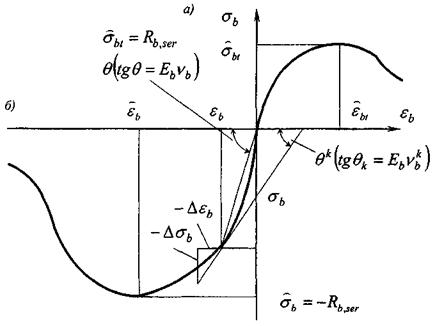 а)
σ_b
σ̂_bt = R_b,ser
σ̂_bt
θ(tgθ = E_b ν_b)
б)
ε̂_b
ε_b
ε̂_bt
ε_b
θ^k(tgθ_k = E_b ν_b^k)
σ_b
−Δε_b
−Δσ_b
σ̂_b = −R_b,ser